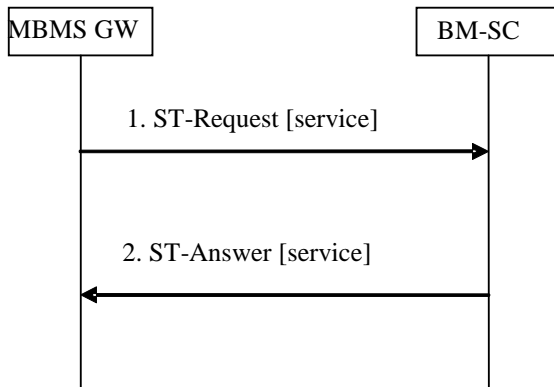 MBMS GW
BM-SC
1. ST-Request [service]
2. ST-Answer [service]